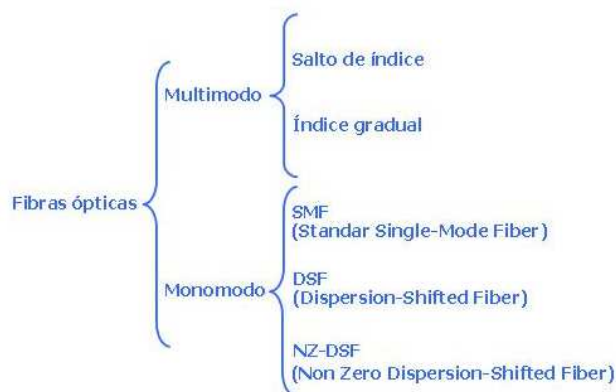 Fibras ópticas
Multimodo
Salto de índice
Índice gradual
Monomodo
SMF
(Standar Single-Mode Fiber)
DSF
(Dispersion-Shifted Fiber)
NZ-DSF
(Non Zero Dispersion-Shifted Fiber)